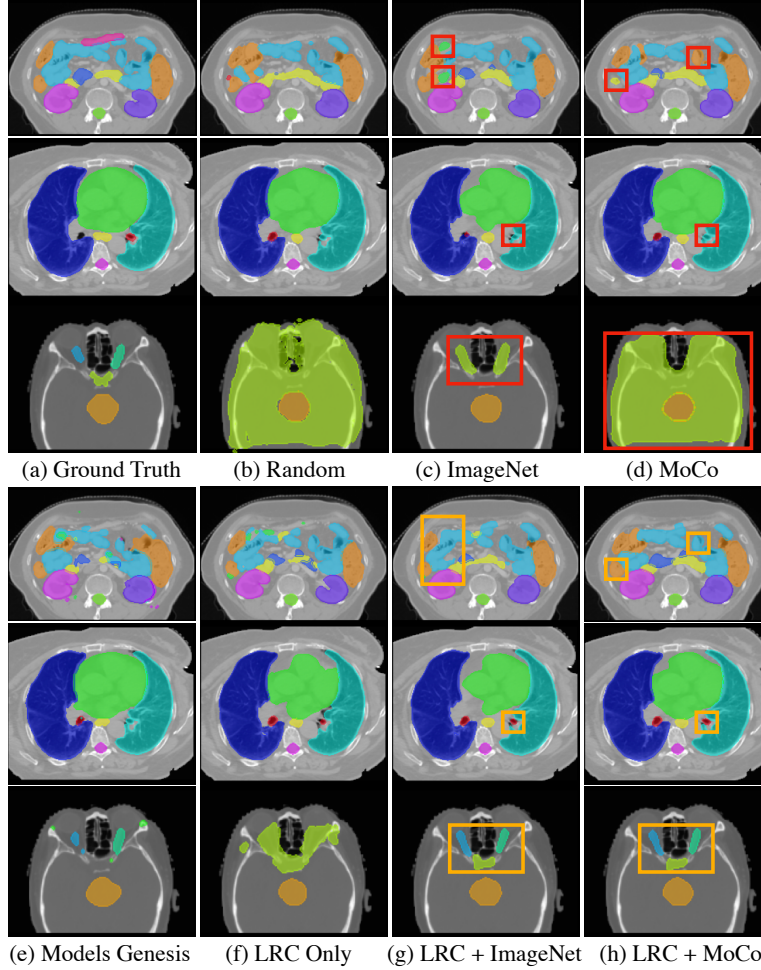 (a) Ground Truth (b) Random (c) ImageNet (d) MoCo
(e) Models Genesis (f) LRC Only (g) LRC + ImageNet (h) LRC + MoCo